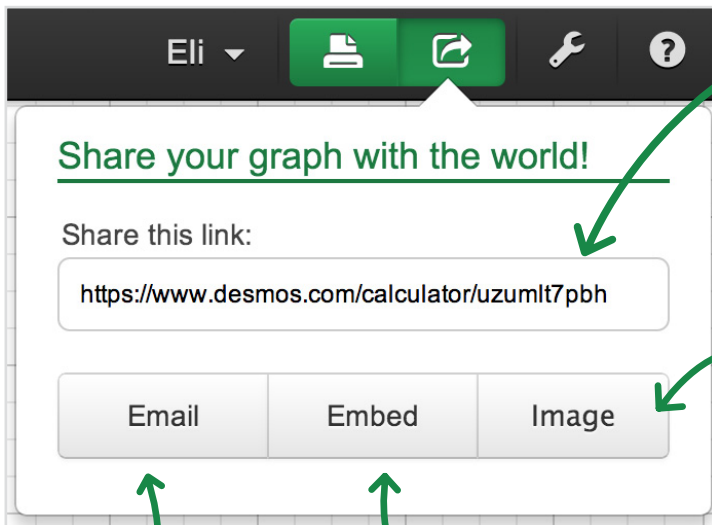 Eli
Share your graph with the world!
Share this link:
https://www.desmos.com/calculator/uzumlt7pbh
Email Embed Image